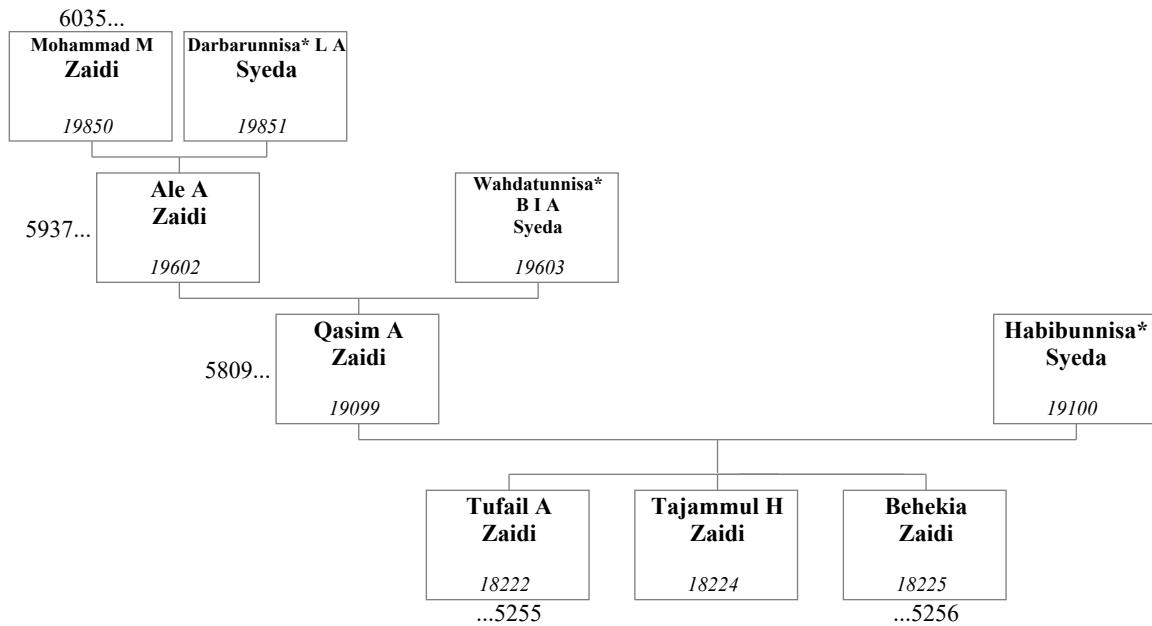 6035...
Mohammad M
Zaidi
19850
Darbarunnisa* L A
Syeda
19851
5937...
Ale A
Zaidi
19602
Wahdatunnisa*
B I A
Syeda
19603
5809...
Qasim A
Zaidi
19099
Habibunnisa*
Syeda
19100
Tufail A
Zaidi
18222
...5255
Tajammul H
Zaidi
18224
Behekia
Zaidi
18225
...5256